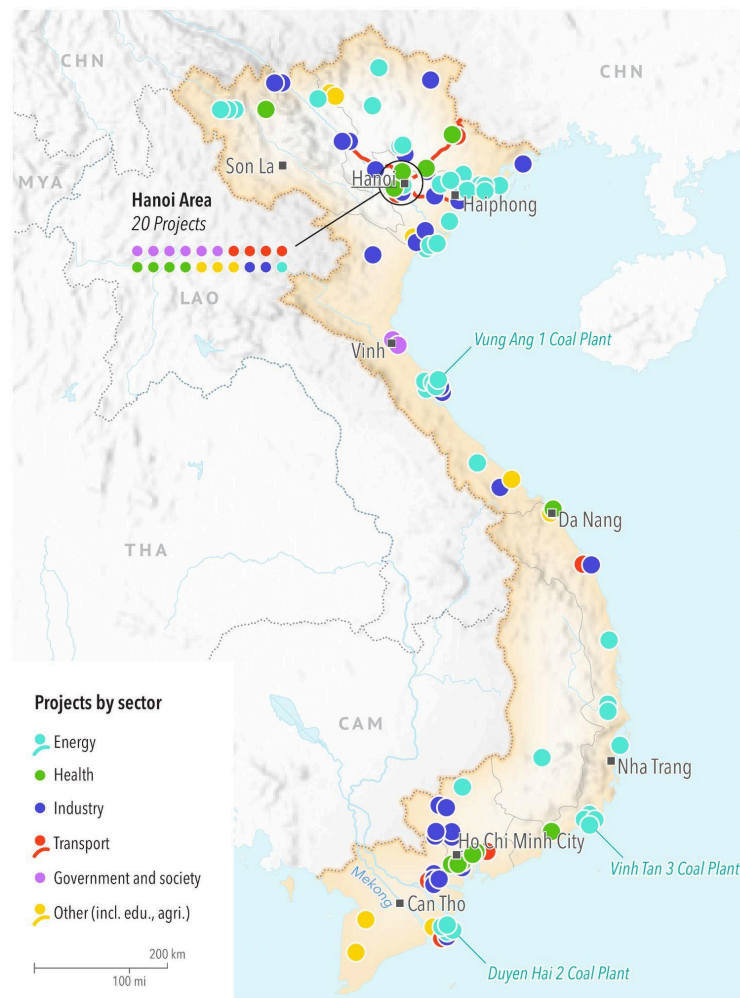 CHN
CHN
MYA
Son La
Hanoi
Haiphong
Hanoi Area
20 Projects
LAO
Vinh
Vung Ang 1 Coal Plant
Da Nang
THA
Projects by sector
Energy
Health
Industry
Transport
Government and society
Other (incl. edu., agri.)
200 km
100 mi
CAM
Nha Trang
Ho Chi Minh City
Vinh Tan 3 Coal Plant
Mekong
Can Tho
Duyen Hai 2 Coal Plant